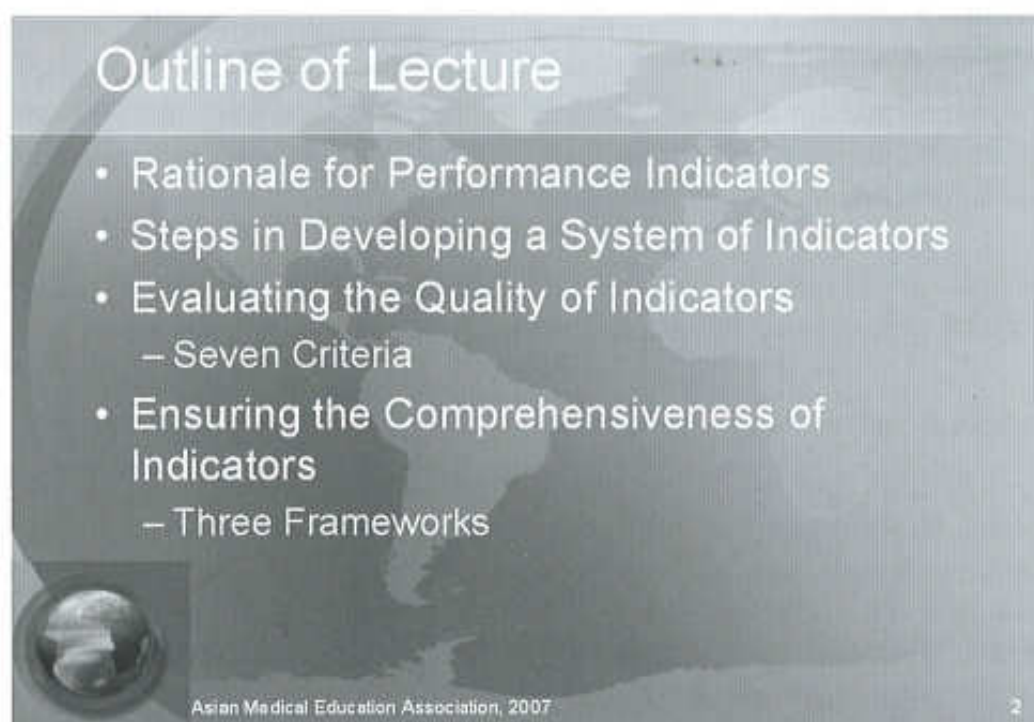 Outline of Lecture
• Rationale for Performance Indicators
• Steps in Developing a System of Indicators
• Evaluating the Quality of Indicators
– Seven Criteria
• Ensuring the Comprehensiveness of
Indicators
– Three Frameworks
Asian Medical Education Association, 2007
2